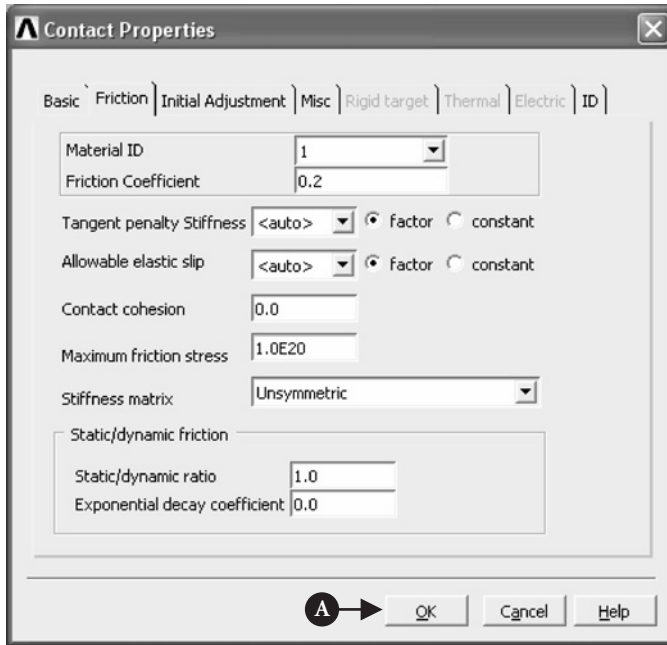 Contact Properties
Basic Friction Initial Adjustment Misc Rigid target Thermal Electric ID
Material ID 1
Friction Coefficient 0.2
Tangent penalty Stiffness <auto> factor constant
Allowable elastic slip <auto> factor constant
Contact cohesion 0.0
Maximum friction stress 1.0E20
Stiffness matrix Unsymmetric
Static/dynamic friction
Static/dynamic ratio 1.0
Exponential decay coefficient 0.0
A OK Cancel Help